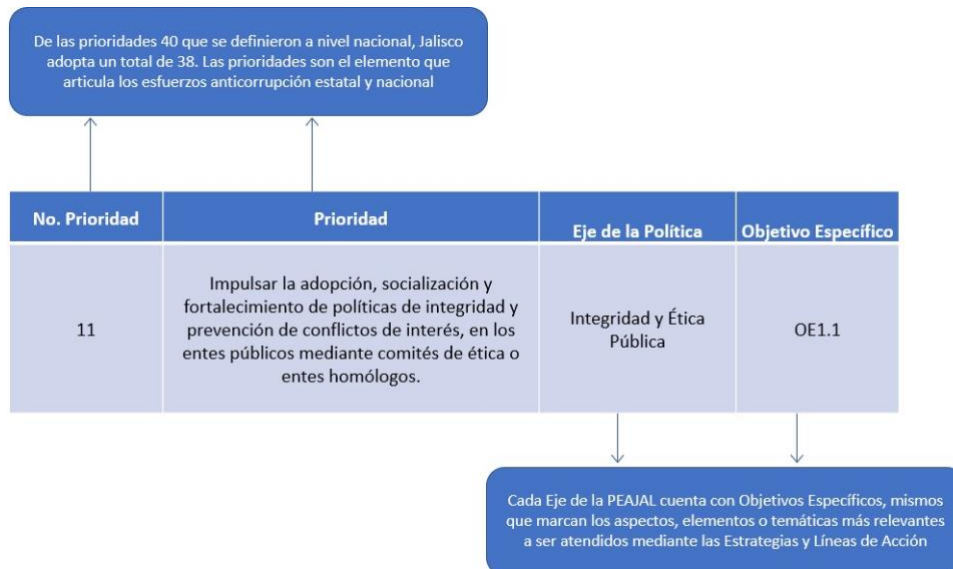 De las prioridades 40 que se definieron a nivel nacional, Jalisco
adopta un total de 38. Las prioridades son el elemento que
articula los esfuerzos anticorrupción estatal y nacional
No. Prioridad
Prioridad
Eje de la Política
Objetivo Específico
11
Impulsar la adopción, socialización y
fortalecimiento de políticas de integridad y
prevención de conflictos de interés, en los
entes públicos mediante comités de ética o
entes homólogos.
Integridad y Ética
Pública
OE1.1
Cada Eje de la PEAJAL cuenta con Objetivos Específicos, mismos
que marcan los aspectos, elementos o temáticas más relevantes
a ser atendidos mediante las Estrategias y Líneas de Acción